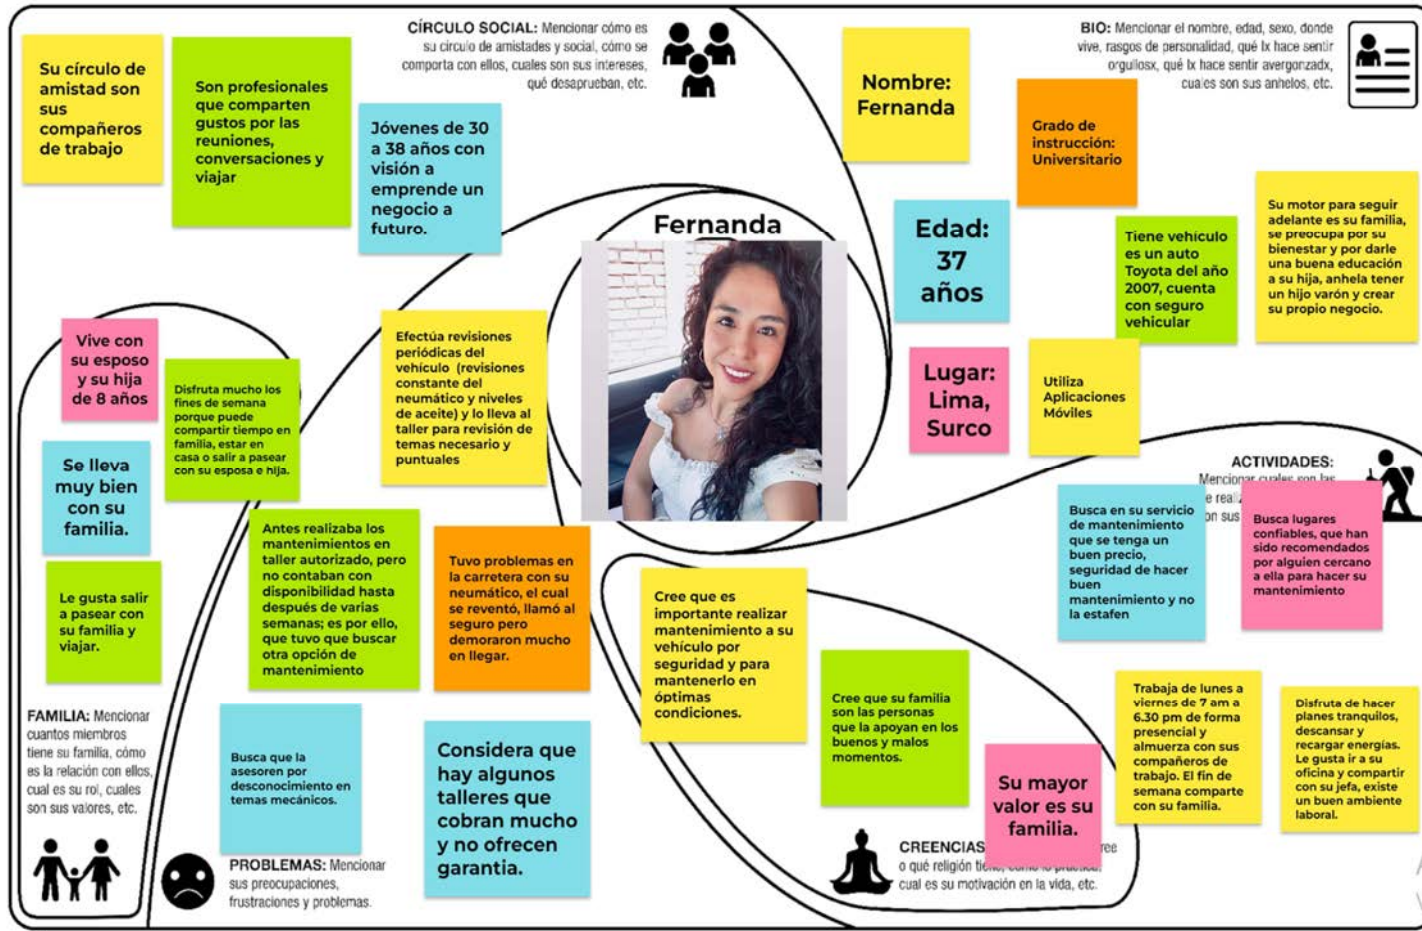 CÍRCULO SOCIAL: Mencionar cómo es
su círculo de amistades y social, cómo se
comporta con ellos, cuales son sus intereses,
qué desaprueban, etc.
Su círculo de
amistad son
sus
compañeros
de trabajo
Son profesionales
que comparten
gustos por las
reuniones,
conversaciones y
viajar
Jóvenes de 30
a 38 años con
visión a
emprende un
negocio a
futuro.
BIO: Mencionar el nombre, edad, sexo, donde
vive, rasgos de personalidad, qué lx hace sentir
orgullosx, qué lx hace sentir avergonzadx,
cuales son sus anhelos, etc.
Nombre:
Fernanda
Grado de
instrucción:
Universitario
Edad:
37
años
Tiene vehículo
es un auto
Toyota del año
2007, cuenta
con seguro
vehicular
Su motor para seguir
adelante es su familia,
se preocupa por su
bienestar y por darle
una buena educación
a su hija, anhela tener
un hijo varón y crear
su propio negocio.
Lugar:
Lima,
Surco
Utiliza
Aplicaciones
Móviles
Fernanda
Vive con
su esposo
y su hija
de 8 años
Disfruta mucho los
fines de semana
porque puede
compartir tiempo en
familia, estar en
casa o salir a pasear
con su esposa e hija.
Se lleva
muy bien
con su
familia.
Le gusta salir
a pasear con
su familia y
viajar.
FAMILIA: Mencionar
cuantos miembros
tiene su familia, cómo
es la relación con ellos,
cual es su rol, cuales
son sus valores, etc.
Efectúa revisiones
periódicas del
vehículo (revisiones
constante del
neumático y niveles
de aceite) y lo lleva al
taller para revisión de
temas necesario y
puntuales
Antes realizaba los
mantenimientos en
taller autorizado, pero
no contaban con
disponibilidad hasta
después de varias
semanas; es por ello,
que tuvo que buscar
otra opción de
mantenimiento
Tuvo problemas en
la carretera con su
neumático, el cual
se reventó, llamó al
seguro pero
demoraron mucho
en llegar.
Busca que la
asesoren por
desconocimiento en
temas mecánicos.
Considera que
hay algunos
talleres que
cobran mucho
y no ofrecen
garantia.
PROBLEMAS: Mencionar
sus preocupaciones,
frustraciones y problemas.
Cree que es
importante realizar
mantenimiento a su
vehículo por
seguridad y para
mantenerlo en
óptimas
condiciones.
Cree que su familia
son las personas
que la apoyan en los
buenos y malos
momentos.
Su mayor
valor es su
familia.
CREENCIAS
o qué religión
cual es su motivación en la vida, etc.
ACTIVIDADES:
Mencionar cuales son las
Busca en su servicio
de mantenimiento
que se tenga un
buen precio,
seguridad de hacer
buen
mantenimiento y no
la estafen
Busca lugares
confiables, que han
sido recomendados
por alguien cercano
a ella para hacer su
mantenimiento
Trabaja de lunes a
viernes de 7 am a
6.30 pm de forma
presencial y
almuerza con sus
compañeros de
trabajo. El fin de
semana comparte
con su familia.
Disfruta de hacer
planes tranquilos,
descansar y
recargar energías.
Le gusta ir a su
oficina y compartir
con su jefa, existe
un buen ambiente
laboral.